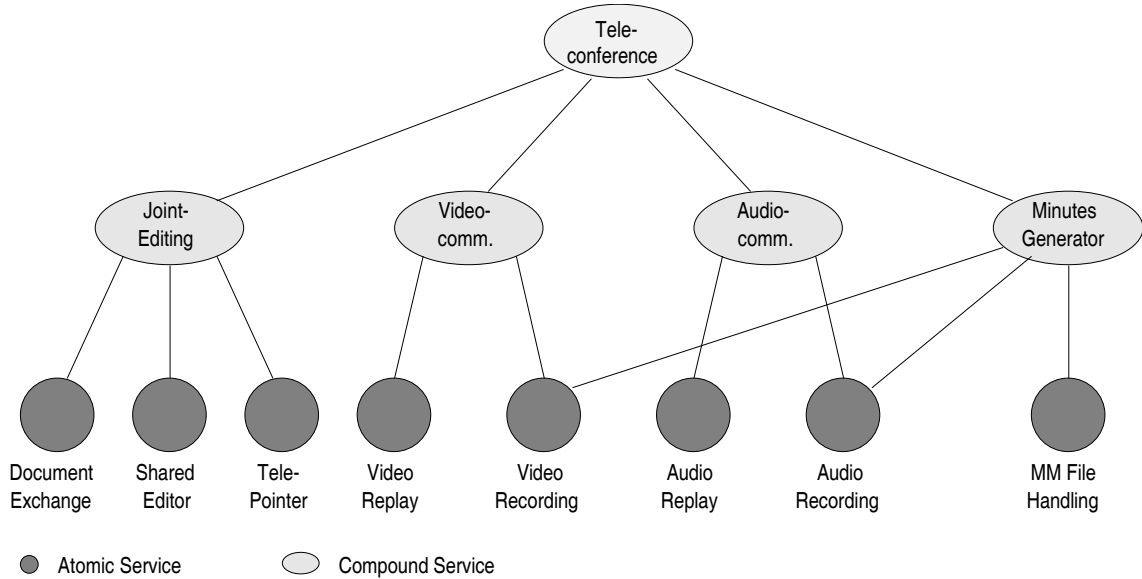 Tele-
conference
Joint-
Editing
Video-
comm.
Audio-
comm.
Minutes
Generator
Document
Exchange
Shared
Editor
Tele-
Pointer
Video
Replay
Video
Recording
Audio
Replay
Audio
Recording
MM File
Handling
Atomic Service
Compound Service